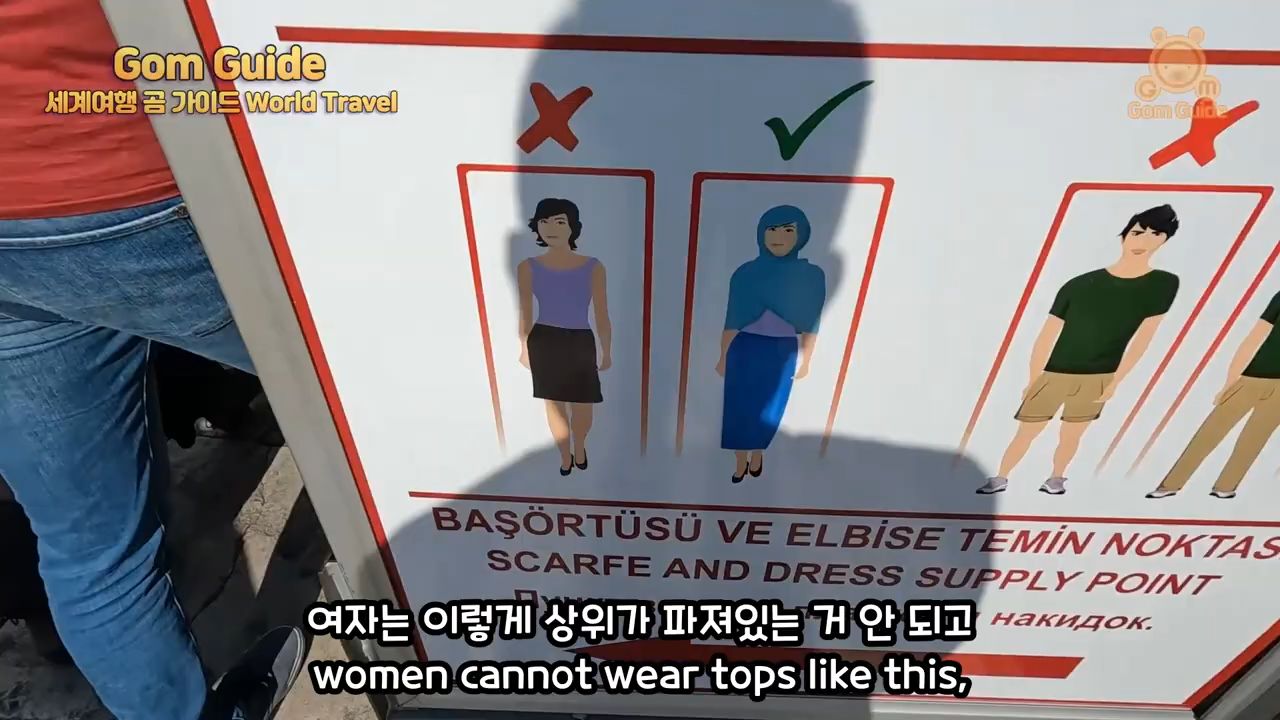 Gom Guide
세계여행 곰 가이드 World Travel
GOM
Gom Guide
BAŞÖRTÜSÜ VE ELBİSE TEMİN NOKTAS
SCARFE AND DRESS SUPPLY POINT
накидок.
여자는 이렇게 상위가 파져있는 거 안 되고
women cannot wear tops like this,